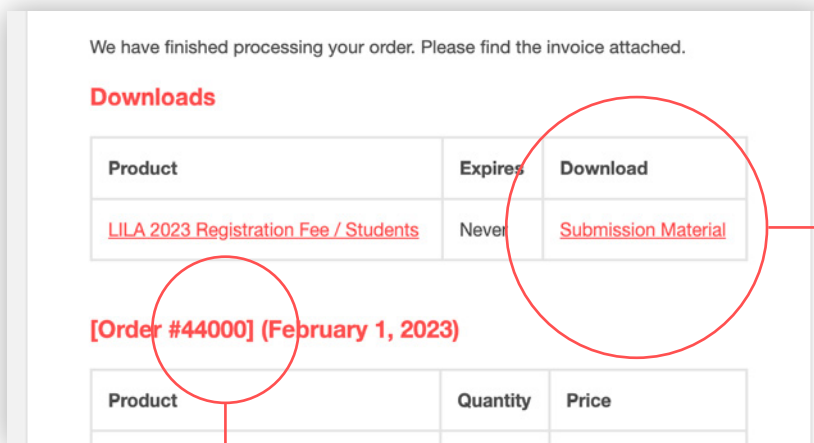 We have finished processing your order. Please find the invoice attached.
Downloads
Product Expires Download
LILA 2023 Registration Fee / Students Never Submission Material
[Order #44000] (February 1, 2023)
Product Quantity Price